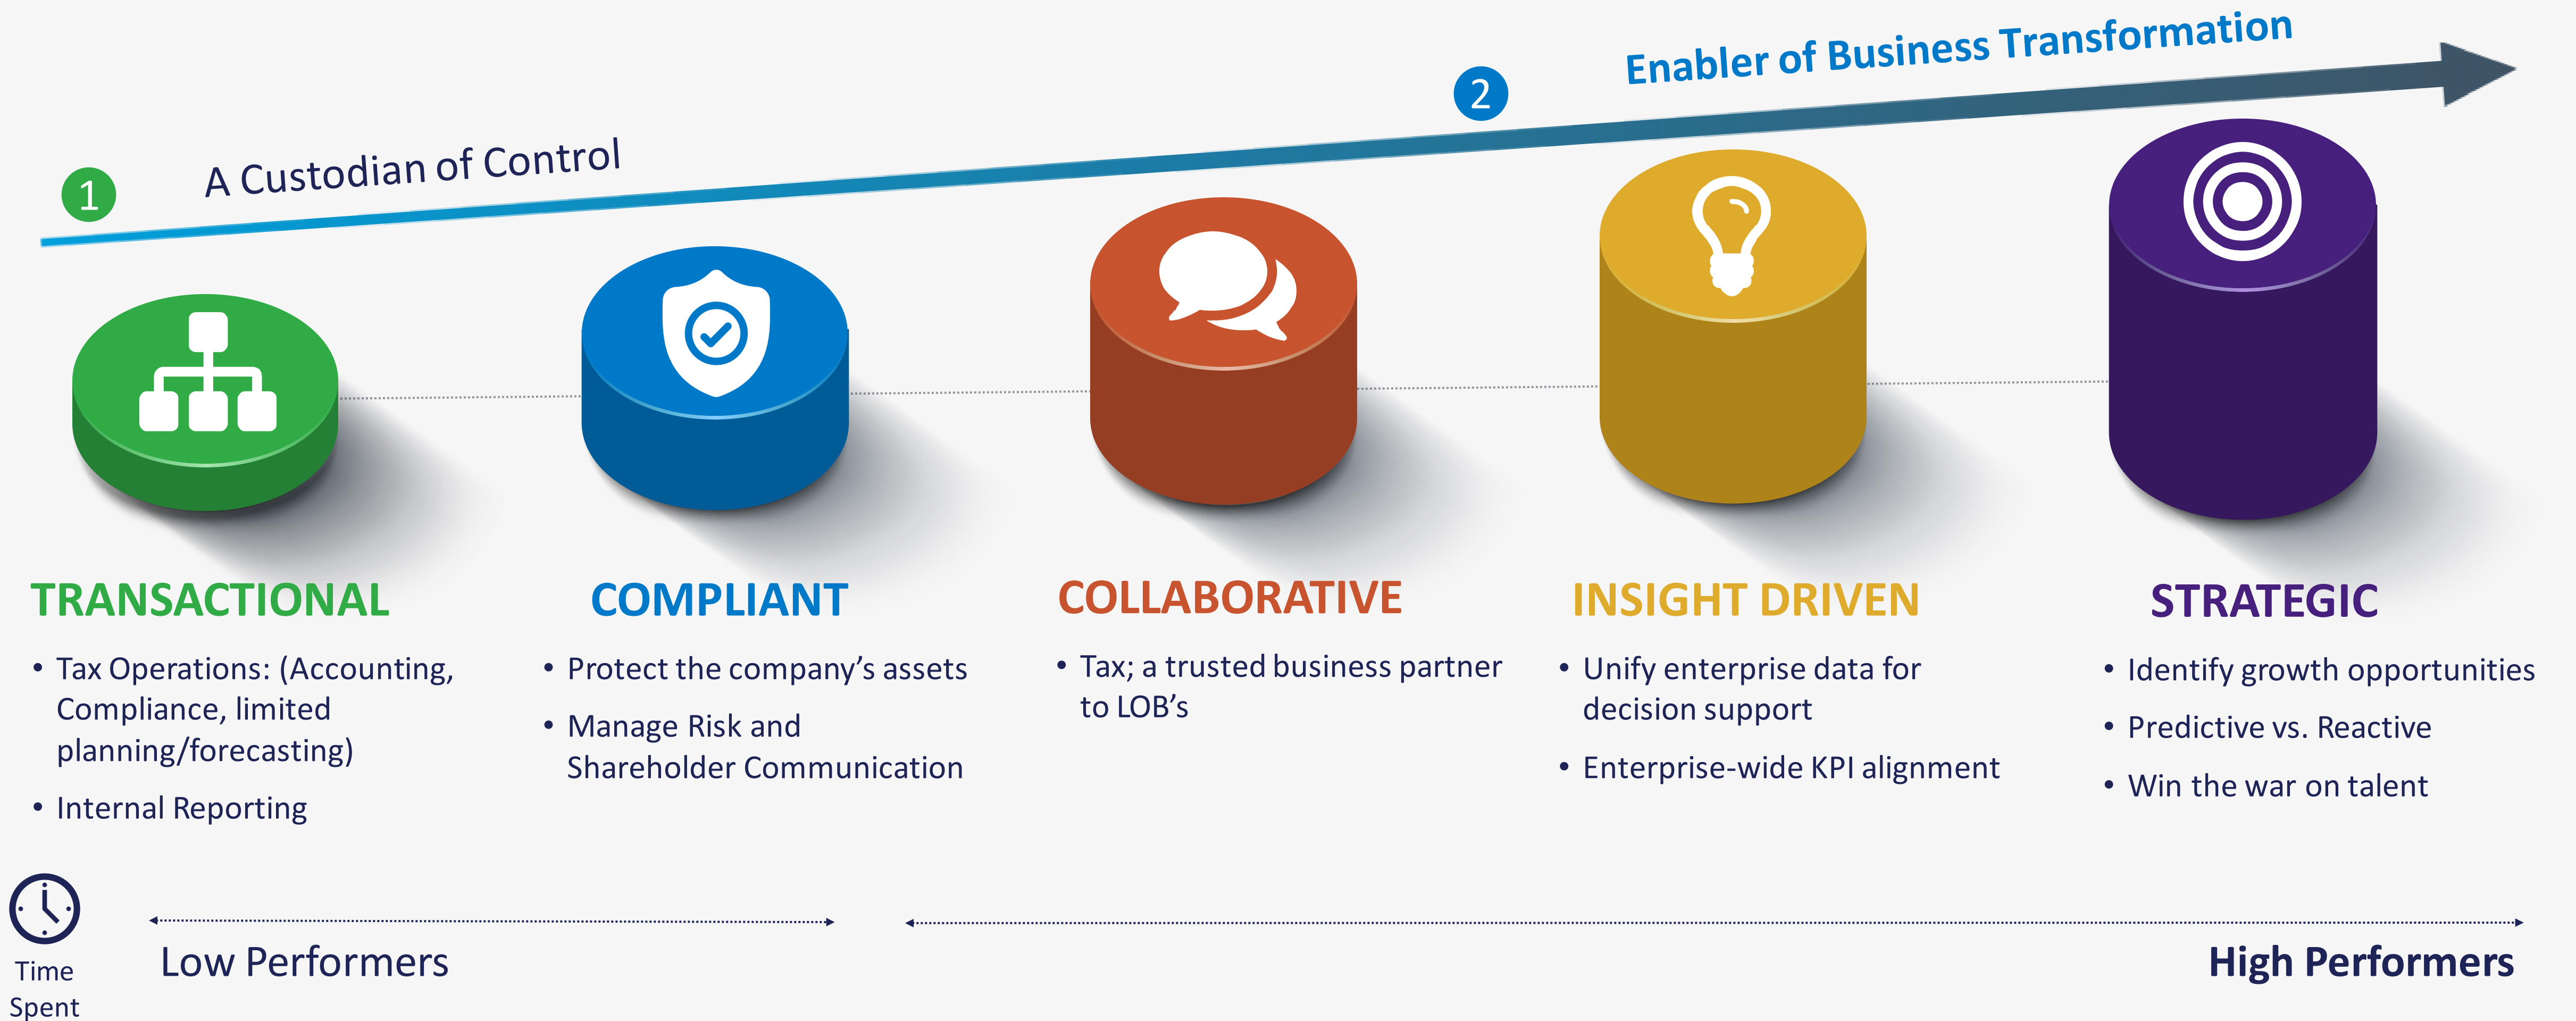 Enabler of Business Transformation
2
A Custodian of Control
1
TRANSACTIONAL
• Tax Operations: (Accounting,
Compliance, limited
planning/forecasting)
• Internal Reporting
COMPLIANT
• Protect the company’s assets
• Manage Risk and
Shareholder Communication
COLLABORATIVE
• Tax; a trusted business partner
to LOB’s
INSIGHT DRIVEN
• Unify enterprise data for
decision support
• Enterprise-wide KPI alignment
STRATEGIC
• Identify growth opportunities
• Predictive vs. Reactive
• Win the war on talent
Time
Spent
Low Performers
High Performers